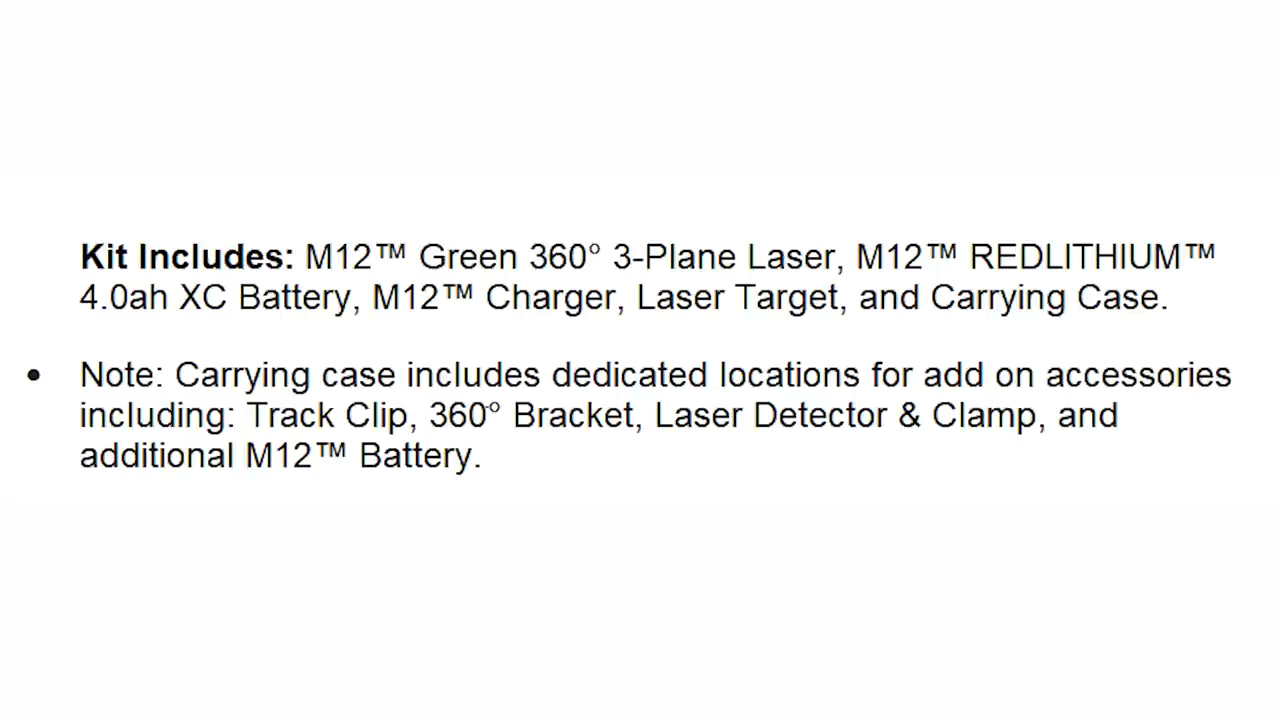 Kit Includes: M12™ Green 360° 3-Plane Laser, M12™ REDLITHIUM™
4.0ah XC Battery, M12™ Charger, Laser Target, and Carrying Case.
• Note: Carrying case includes dedicated locations for add on accessories
including: Track Clip, 360° Bracket, Laser Detector & Clamp, and
additional M12™ Battery.